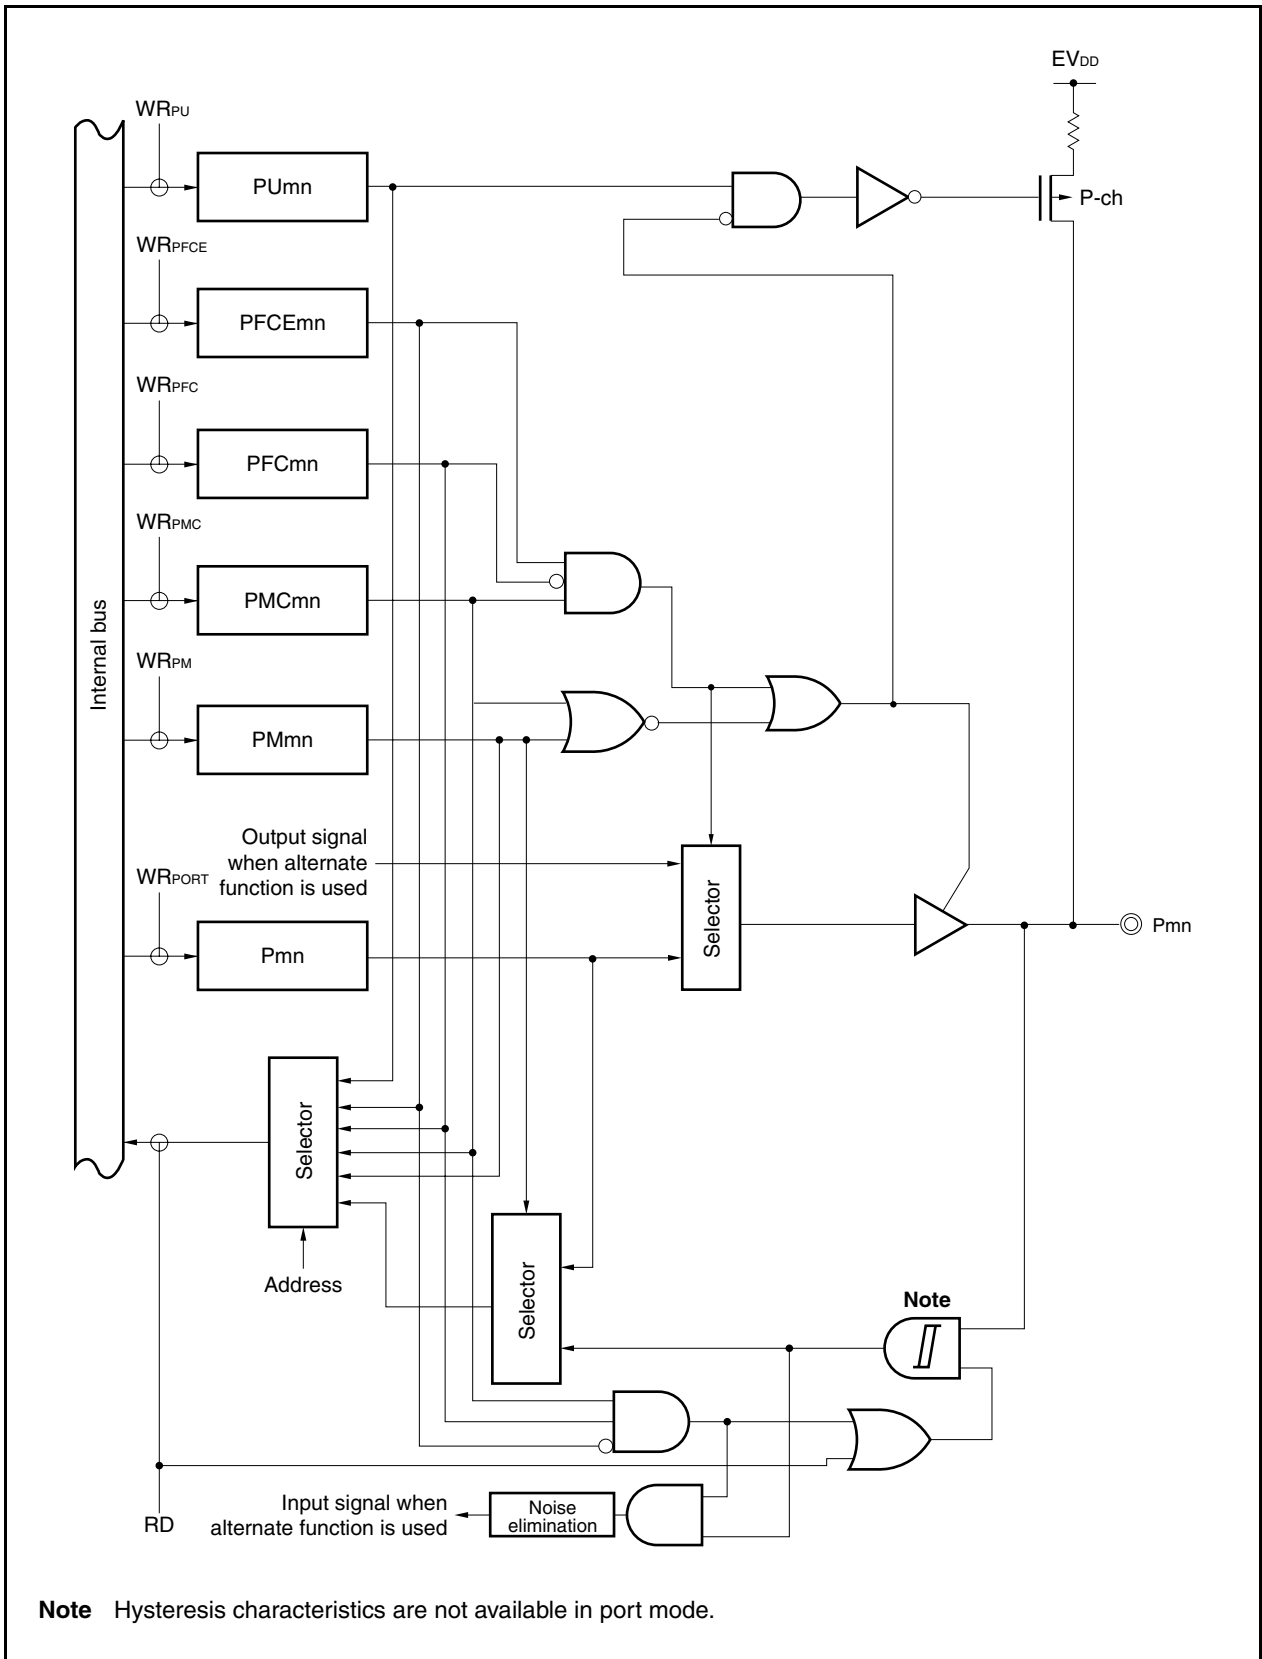 EVDD
WRPU
PUmn
P-ch
WRPFCE
PFCEmn
WRPFC
PFCmn
WRPMC
PMCmn
Internal bus
WRPM
PMmn
Output signal
when alternate
function is used
WRPORT
Selector
Pmn
Pmn
Selector
Address
Selector
Note
RD
Input signal when
alternate function is used
Noise
elimination
Note Hysteresis characteristics are not available in port mode.